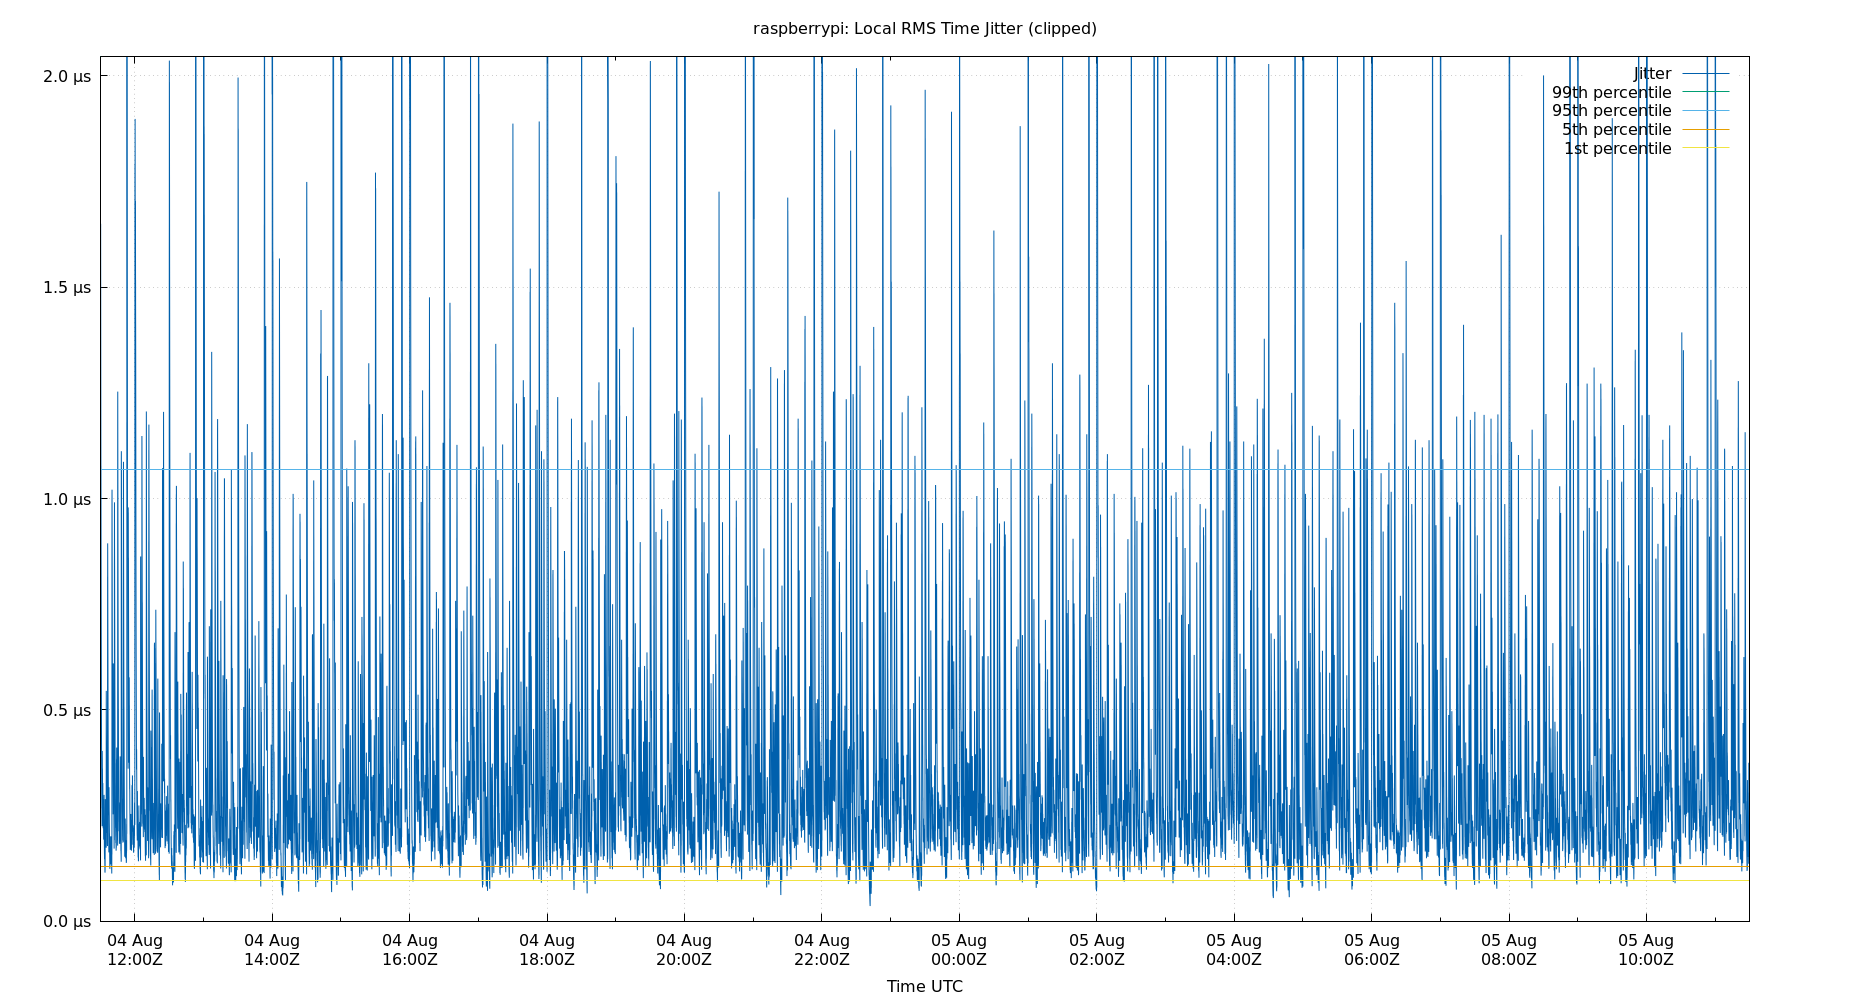 raspberrypi: Local RMS Time Jitter (clipped)
2.0 µs
1.5 µs
1.0 µs
0.5 µs
0.0 µs
Jitter
99th percentile
95th percentile
5th percentile
1st percentile
04 Aug 04 Aug 04 Aug 04 Aug 04 Aug 04 Aug 05 Aug 05 Aug 05 Aug 05 Aug 05 Aug 05 Aug
12:00Z 14:00Z 16:00Z 18:00Z 20:00Z 22:00Z 00:00Z 02:00Z 04:00Z 06:00Z 08:00Z 10:00Z
Time UTC